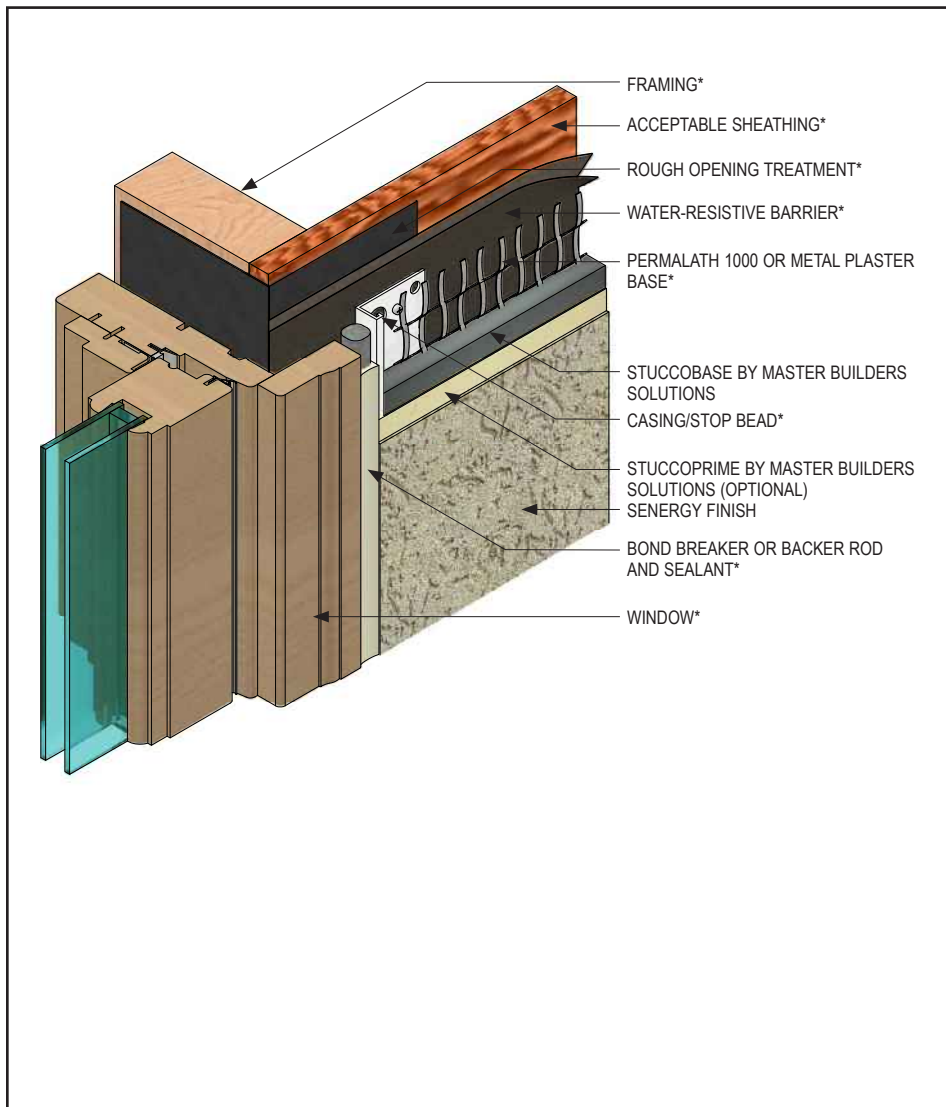 FRAMING*
ACCEPTABLE SHEATHING*
ROUGH OPENING TREATMENT*
WATER-RESISTIVE BARRIER*
PERMALATH 1000 OR METAL PLASTER
BASE*
STUCCOBASE BY MASTER BUILDERS
SOLUTIONS
CASING/STOP BEAD*
STUCCOPRIME BY MASTER BUILDERS
SOLUTIONS (OPTIONAL)
SENERGY FINISH
BOND BREAKER OR BACKER ROD
AND SEALANT*
WINDOW*